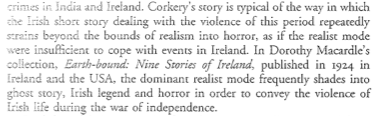 crimes in India and Ireland. Corkery's story is typical of the way in which
the Irish short story dealing with the violence of this period repeatedly
strains beyond the bounds of realism into horror, as if the realist mode
were insufficient to cope with events in Ireland. In Dorothy Macardle's
collection, Earth-bound: Nine Stories of Ireland, published in 1924 in
Ireland and the USA, the dominant realist mode frequently shades into
ghost story, Irish legend and horror in order to convey the violence of
Irish life during the war of independence.